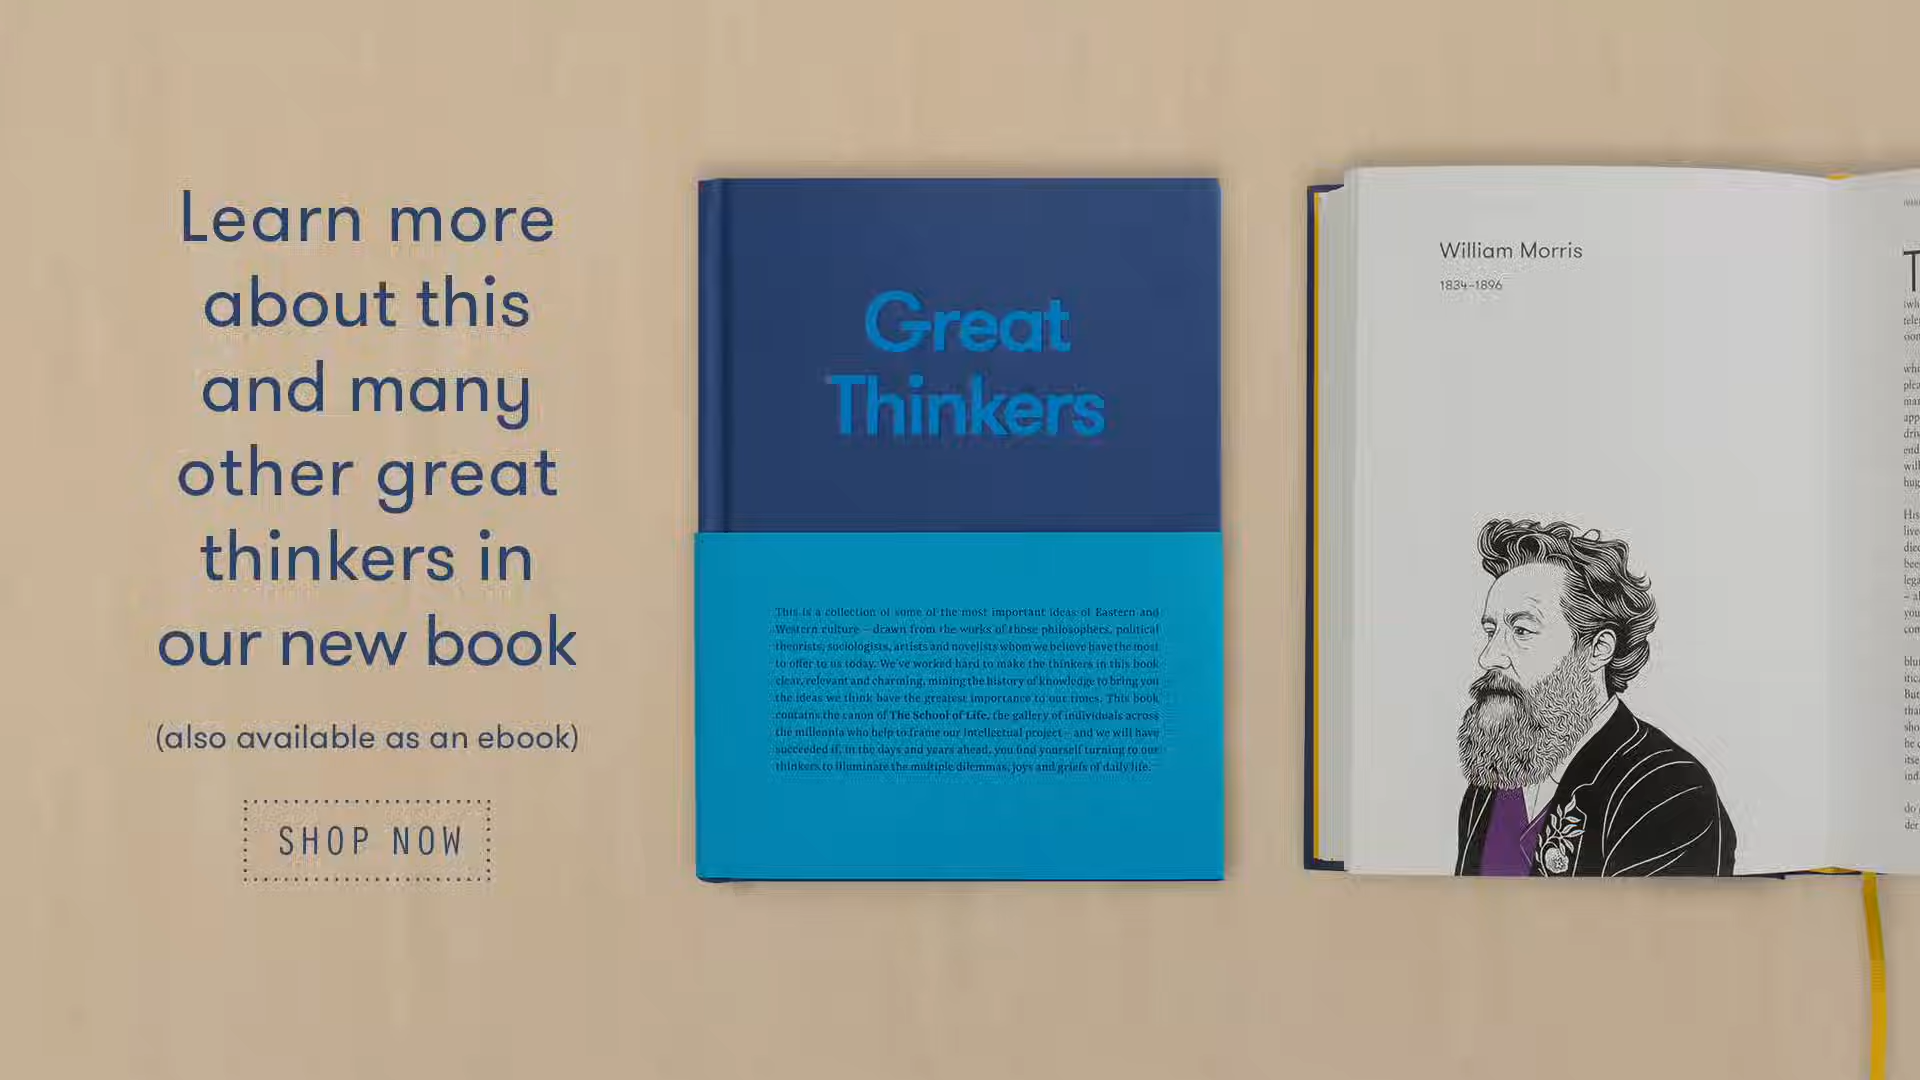 Learn more
about this
and many
other great
thinkers in
our new book
(also available as an ebook)
SHOP NOW
Great
Thinkers
This is a collection of some of the most important ideas of Eastern and
Western culture – drawn from the works of those philosophers, political
theorists, sociologists, artists and novelists whom we believe have the most
to offer to us today. We've worked hard to make the thinkers in this book
clear, relevant and charming, mining the history of knowledge to bring you
the ideas we think have the greatest importance to our times. This book
contains the canon of The School of Life, the gallery of individuals across
the millennia who help to frame our intellectual project – and we will have
succeeded if, in the days and years ahead, you find yourself turning to our
thinkers to illuminate the multiple dilemmas, joys and griefs of daily life.
William Morris
1834–1896